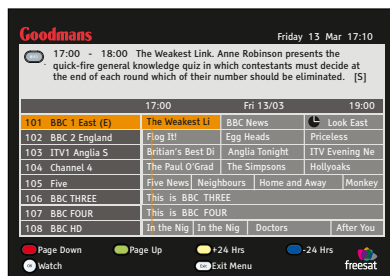 Goodmans Friday 13 Mar 17:10
17:00 - 18:00 The Weakest Link. Anne Robinson presents the
quick-fire general knowledge quiz in which contestants must decide at
the end of each round which of their number should be eliminated. [S]
17:00 Fri 13/03 19:00
101 BBC 1 East (E) The Weakest Li BBC News Look East
102 BBC 2 England Flog It! Egg Heads Priceless
103 ITV1 Anglia S Britian's Best Di Anglia Tonight ITV Evening Ne
104 Channel 4 The Paul O'Grad The Simpsons Hollyoaks
105 Five Five News Neighbours Home and Away Monkey
106 BBC THREE This is BBC THREE
107 BBC FOUR This is BBC FOUR
108 BBC HD In the Nig In the Nig Doctors After You
Page Down Page Up +24 Hrs -24 Hrs
OK Watch Exit Exit Menu freesat